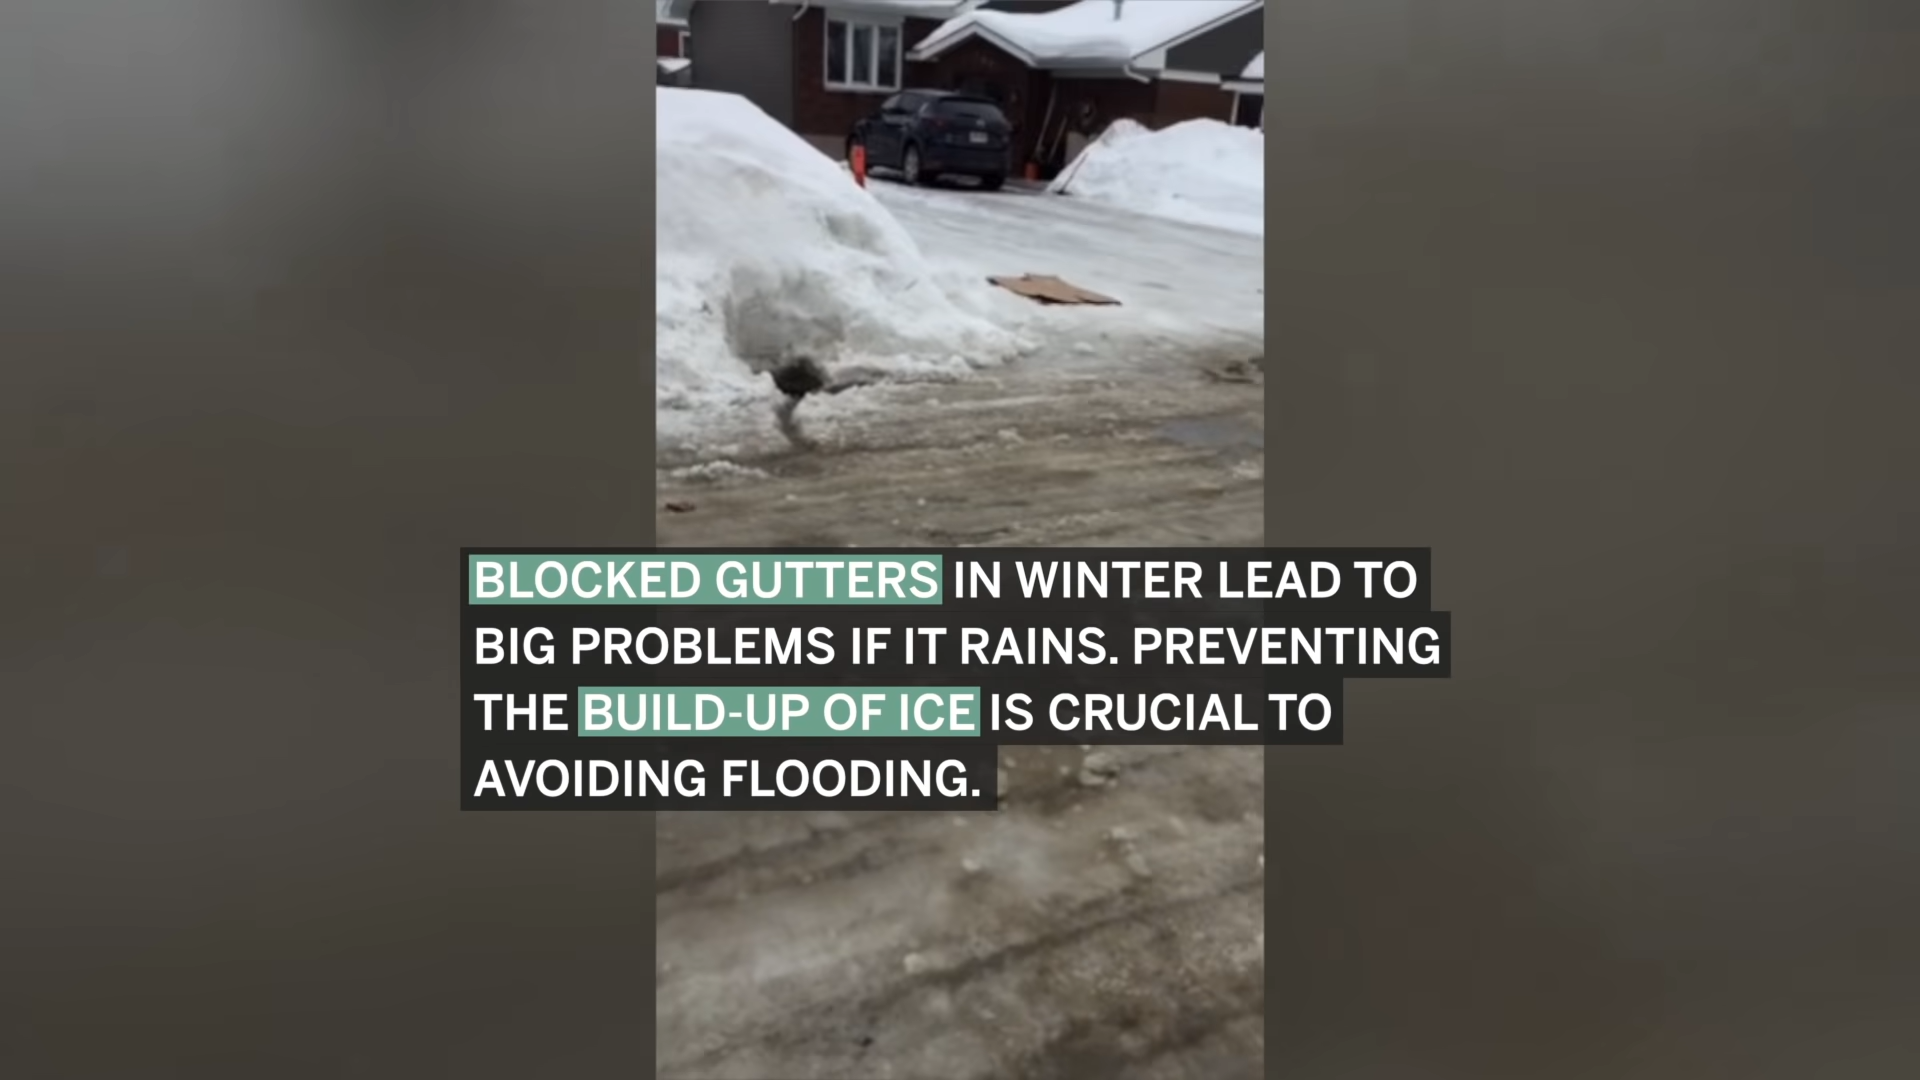 BLOCKED GUTTERS IN WINTER LEAD TO
BIG PROBLEMS IF IT RAINS. PREVENTING
THE BUILD-UP OF ICE IS CRUCIAL TO
AVOIDING FLOODING.